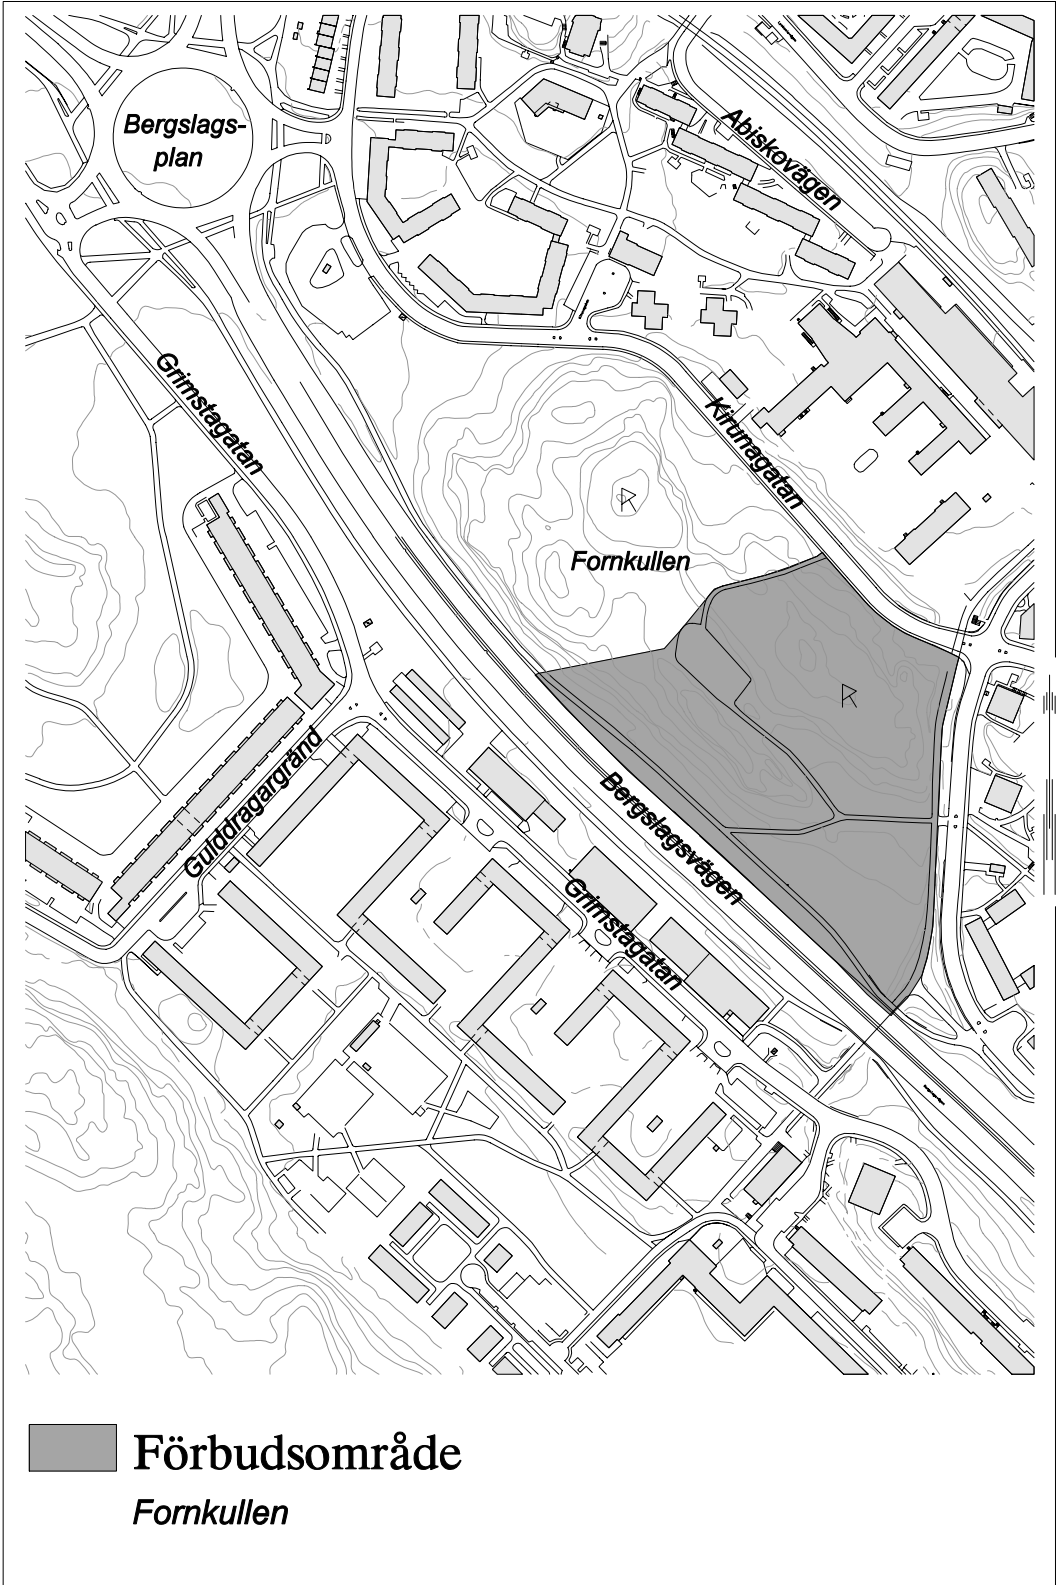 Bergslags-
plan
Abiskovägen
Grimstagatan
Kirunagatan
Fornkullen
Gulddragargränd
Bergslagsvägen
Grimstagatan
Förbudsområde
Fornkullen